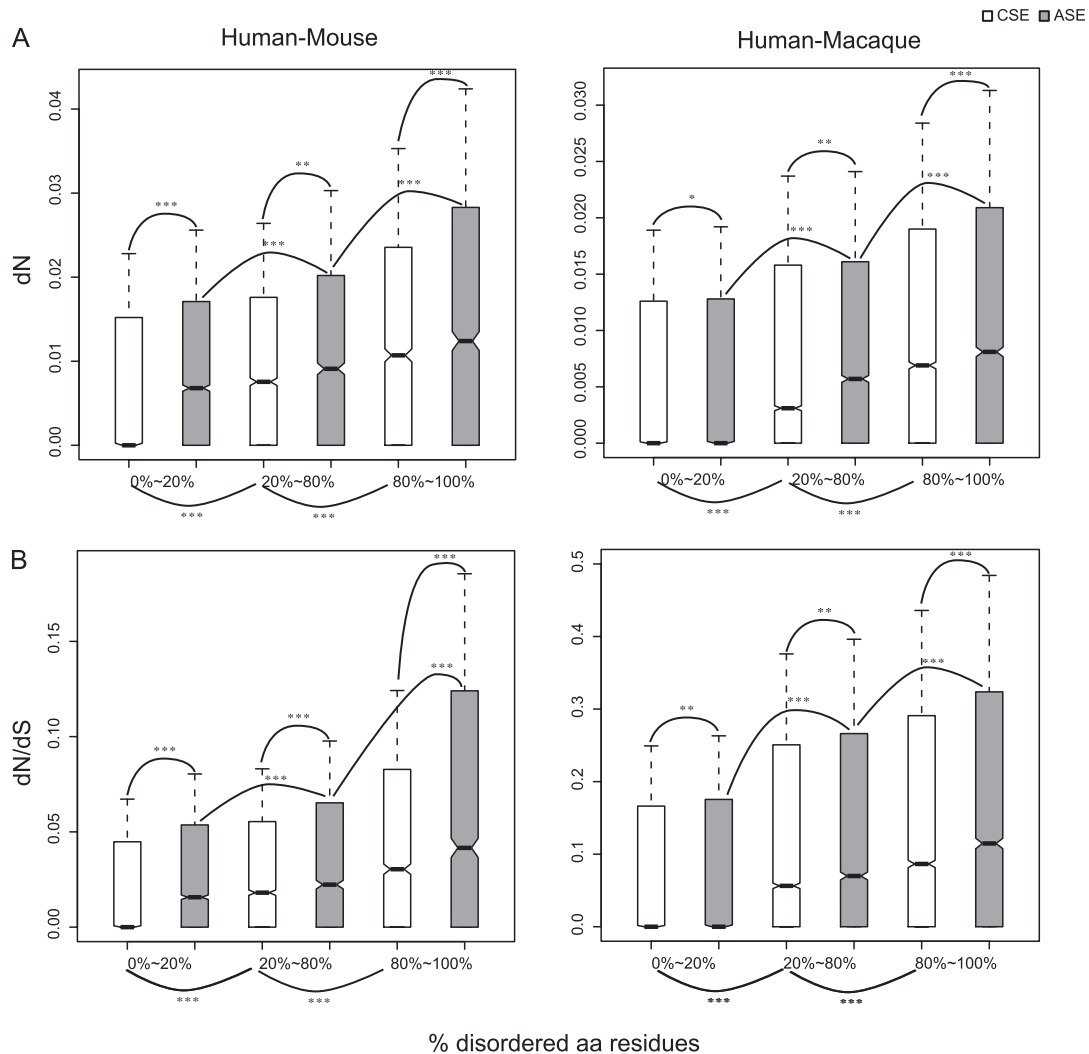 CSE ASE
A
Human-Mouse
Human-Macaque
dN
0.00 0.01 0.02 0.03 0.04
*** *** ** *** *** ***
0%~20% 20%~80% 80%~100%
*** ***
0.000 0.005 0.010 0.015 0.020 0.025 0.030
* *** ** *** ***
0%~20% 20%~80% 80%~100%
*** ***
B
dN/dS
0.00 0.05 0.10 0.15
*** *** *** *** ***
0%~20% 20%~80% 80%~100%
*** ***
0.0 0.1 0.2 0.3 0.4 0.5
** *** ** *** ***
0%~20% 20%~80% 80%~100%
*** ***
% disordered aa residues